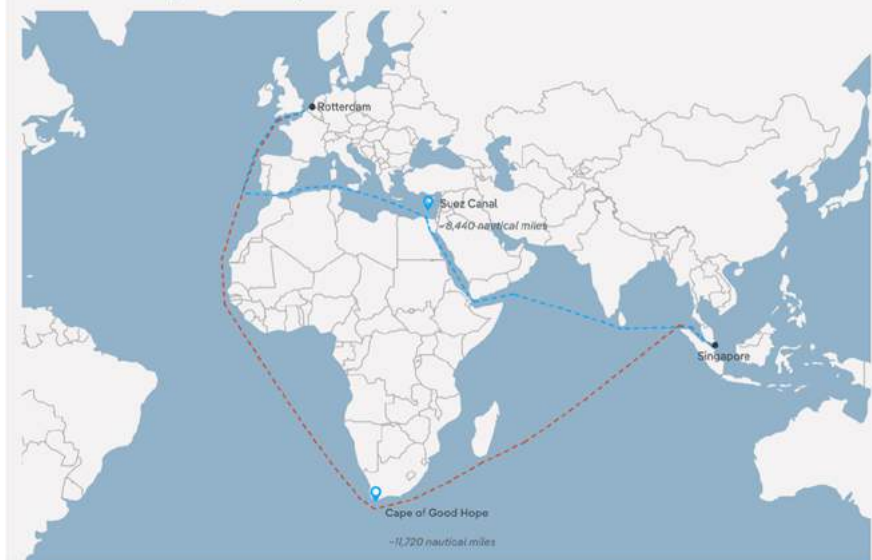 Rotterdam
Suez Canal
~8,440 nautical miles
Singapore
Cape of Good Hope
~11,720 nautical miles